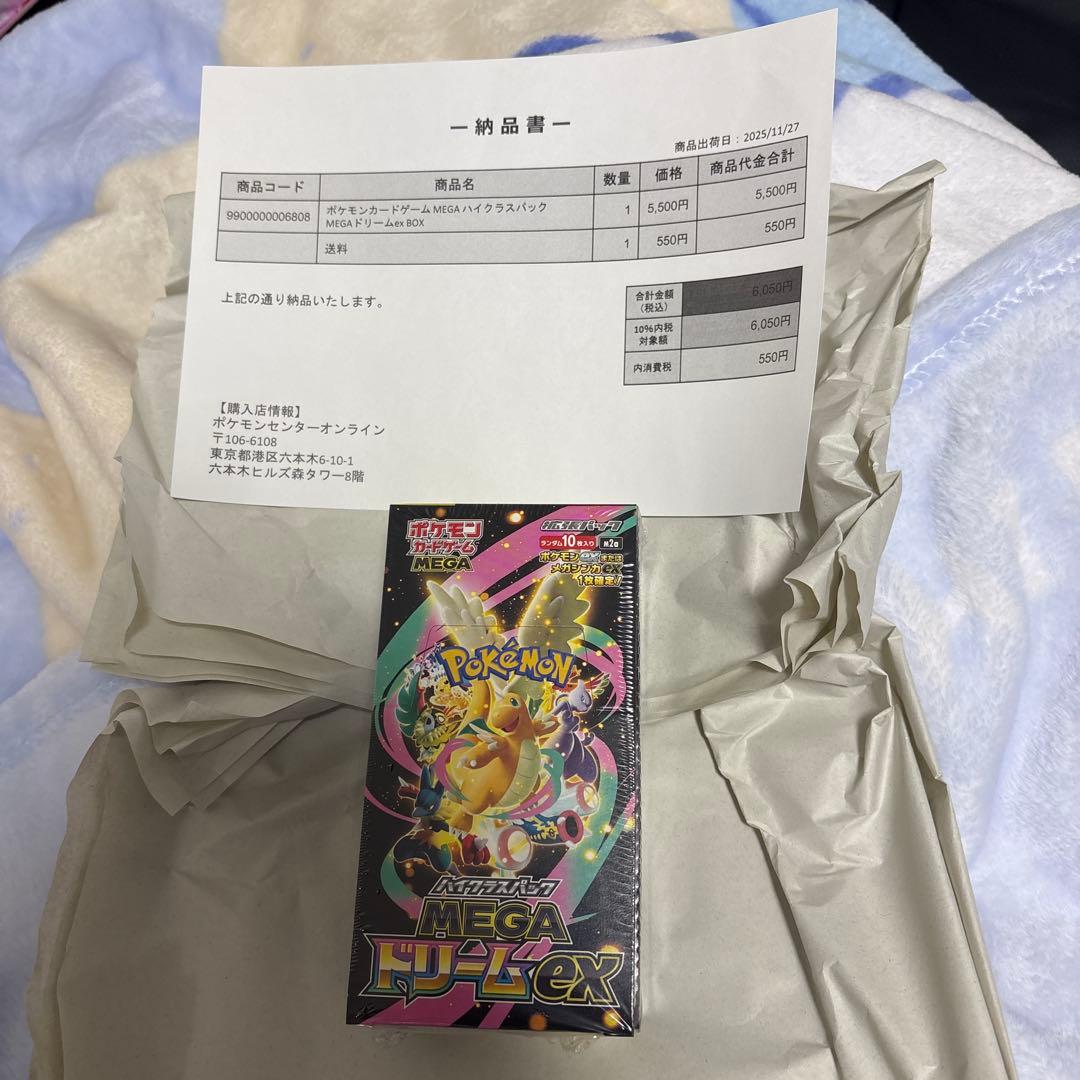 ー納品書ー
商品出荷日：2025/11/27
商品コード 商品名 数量 価格 商品代金合計
9900000006808 ポケモンカードゲーム MEGA ハイクラスパック 1 5,500円 5,500円
MEGAドリームex BOX
送料 1 550円 550円
上記の通り納品いたします。
合計金額 6,050円
（税込）
10%内税 6,050円
対象額
内消費税 550円
【購入店情報】
ポケモンセンターオンライン
〒106-6108
東京都港区六本木6-10-1
六本木ヒルズ森タワー8階
ポケモン
カードゲーム
MEGA
拡張パック
ランダム10枚入り M2a
ポケモンexまたは
メガシンカex
1枚確定！
POKéMON
ハイクラスパック
MEGA
ドリームex